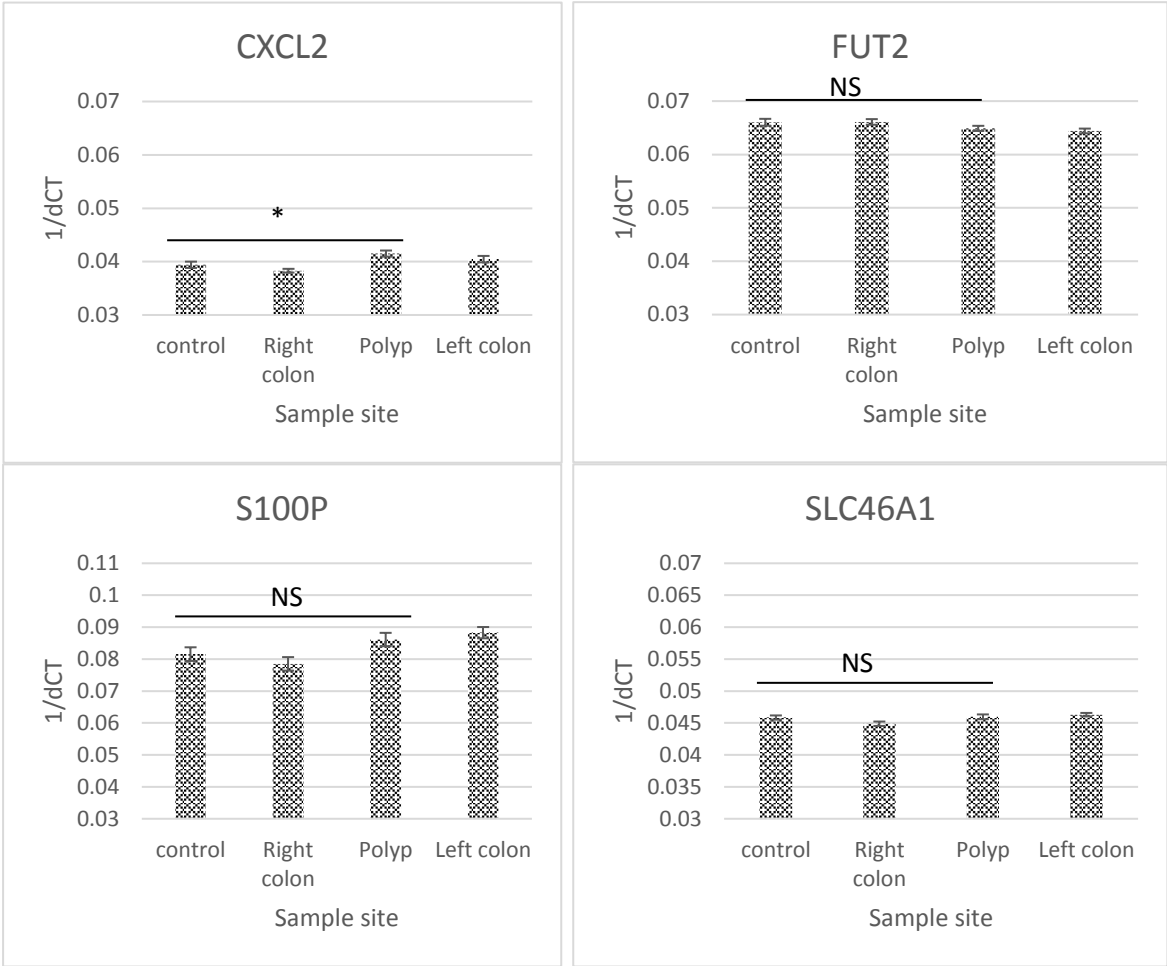 CXCL2
0.07
0.06
0.05
0.04
0.03
1/dCT
*
control
Right colon
Polyp
Left colon
Sample site
FUT2
NS
0.07
0.06
0.05
0.04
0.03
1/dCT
control
Right colon
Polyp
Left colon
Sample site
S100P
0.11
0.1
0.09
0.08
0.07
0.06
0.05
0.04
0.03
1/dCT
NS
control
Right colon
Polyp
Left colon
Sample site
SLC46A1
0.07
0.065
0.06
0.055
0.05
0.045
0.04
0.035
0.03
1/dCT
NS
control
Right colon
Polyp
Left colon
Sample site